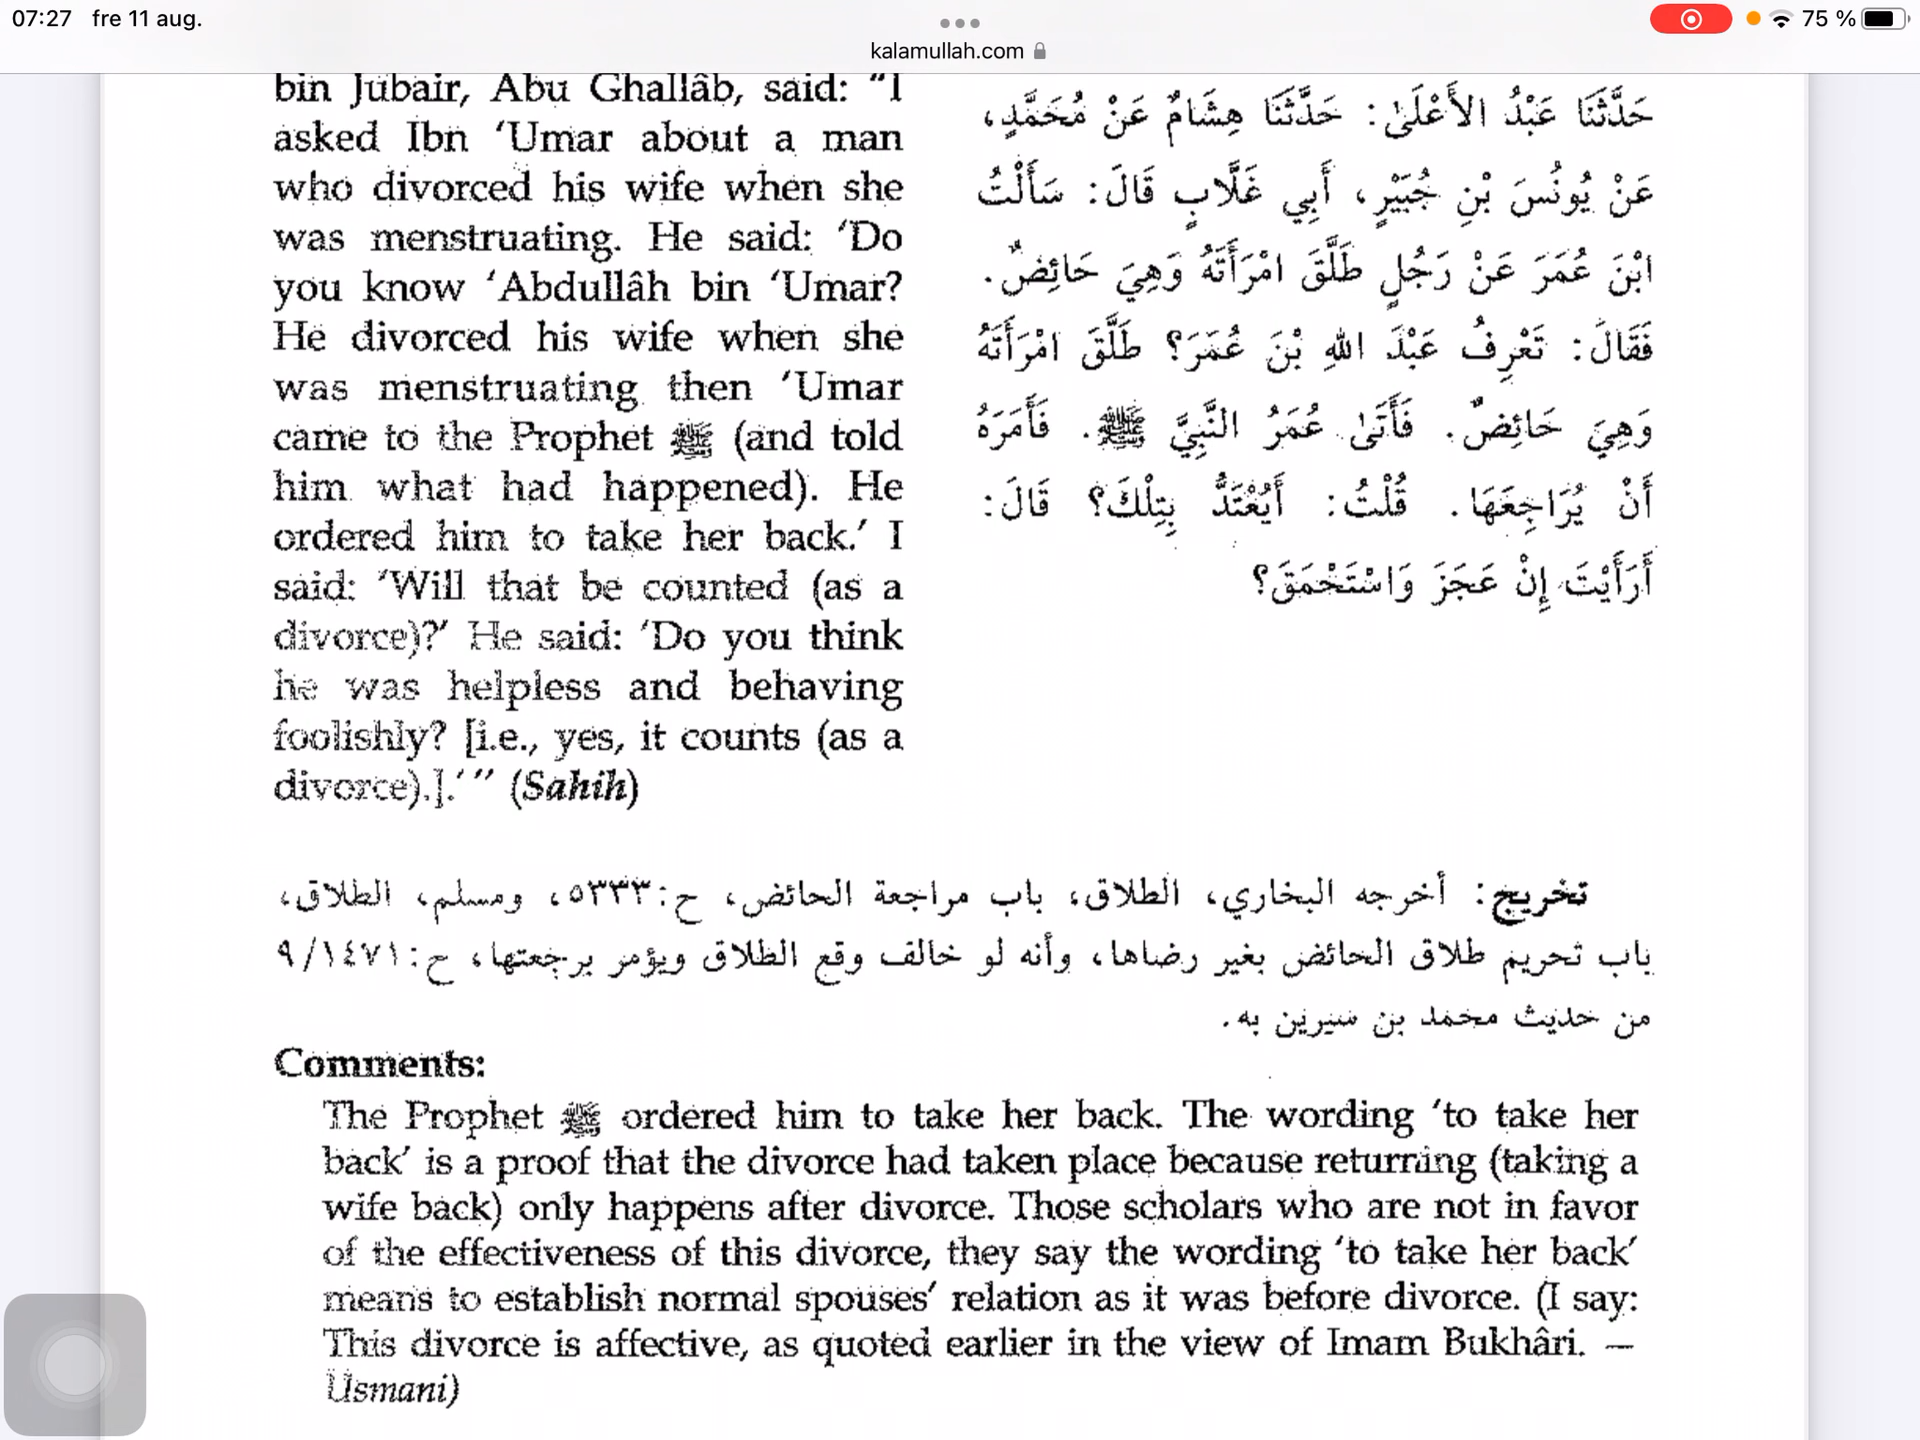 07:27 fre 11 aug.
75 %
kalamullah.com
bin Jubair, Abu Ghallâb, said: “I
asked Ibn ‘Umar about a man
who divorced his wife when she
was menstruating. He said: ‘Do
you know ‘Abdullâh bin ‘Umar?
He divorced his wife when she
was menstruating then ‘Umar
came to the Prophet ﷺ (and told
him what had happened). He
ordered him to take her back.’ I
said: ‘Will that be counted (as a
divorce)?’ He said: ‘Do you think
he was helpless and behaving
foolishly? [i.e., yes, it counts (as a
divorce).].’” (Sahih)
حَدَّثَنَا عَبْدُ الأَعْلَىٰ: حَدَّثَنَا هِشَامٌ عَنْ مُحَمَّدٍ،
عَنْ يُونُسَ بْنِ جُبَيْرٍ، أَبِي غَلَّابٍ قَالَ: سَأَلْتُ
ابْنَ عُمَرَ عَنْ رَجُلٍ طَلَّقَ امْرَأَتَهُ وَهِيَ حَائِضٌ.
فَقَالَ: تَعْرِفُ عَبْدَ اللهِ بْنَ عُمَرَ؟ طَلَّقَ امْرَأَتَهُ
وَهِيَ حَائِضٌ. فَأَتَىٰ عُمَرُ النَّبِيَّ ﷺ. فَأَمَرَهُ
أَنْ يُرَاجِعَهَا. قُلْتُ: أَيُعْتَدُّ بِتِلْكَ؟ قَالَ:
أَرَأَيْتَ إِنْ عَجَزَ وَاسْتَحْمَقَ؟
تخريج: أخرجه البخاري، الطلاق، باب مراجعة الحائض، ح:٥٣٣٣، ومسلم، الطلاق،
باب تحريم طلاق الحائض بغير رضاها، وأنه لو خالف وقع الطلاق ويؤمر برجعتها، ح:١٤٧١/٩
من حديث محمد بن سيرين به.
Comments:
The Prophet ﷺ ordered him to take her back. The wording ‘to take her
back’ is a proof that the divorce had taken place because returning (taking a
wife back) only happens after divorce. Those scholars who are not in favor
of the effectiveness of this divorce, they say the wording ‘to take her back’
means to establish normal spouses’ relation as it was before divorce. (I say:
This divorce is affective, as quoted earlier in the view of Imam Bukhâri. —
Usmani)